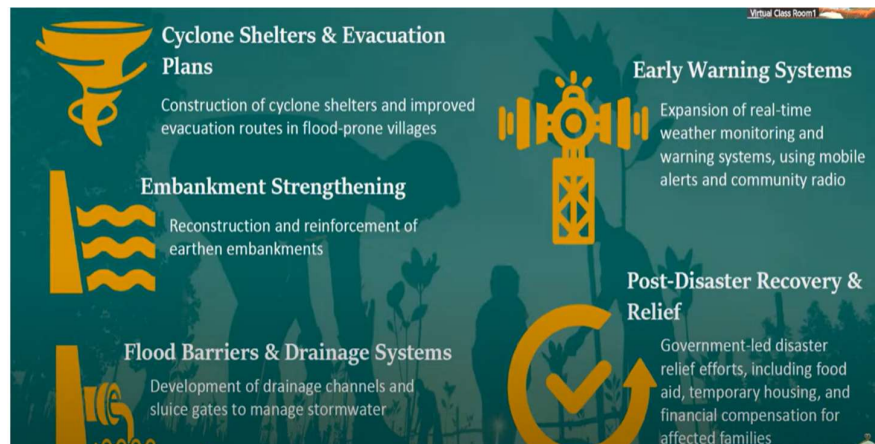 Virtual Class Room1
Cyclone Shelters & Evacuation
Plans
Construction of cyclone shelters and improved
evacuation routes in flood-prone villages
Embankment Strengthening
Reconstruction and reinforcement of
earthen embankments
Flood Barriers & Drainage Systems
Development of drainage channels and
sluice gates to manage stormwater
Early Warning Systems
Expansion of real-time
weather monitoring and
warning systems, using mobile
alerts and community radio
Post-Disaster Recovery &
Relief
Government-led disaster
relief efforts, including food
aid, temporary housing, and
financial compensation for
affected families